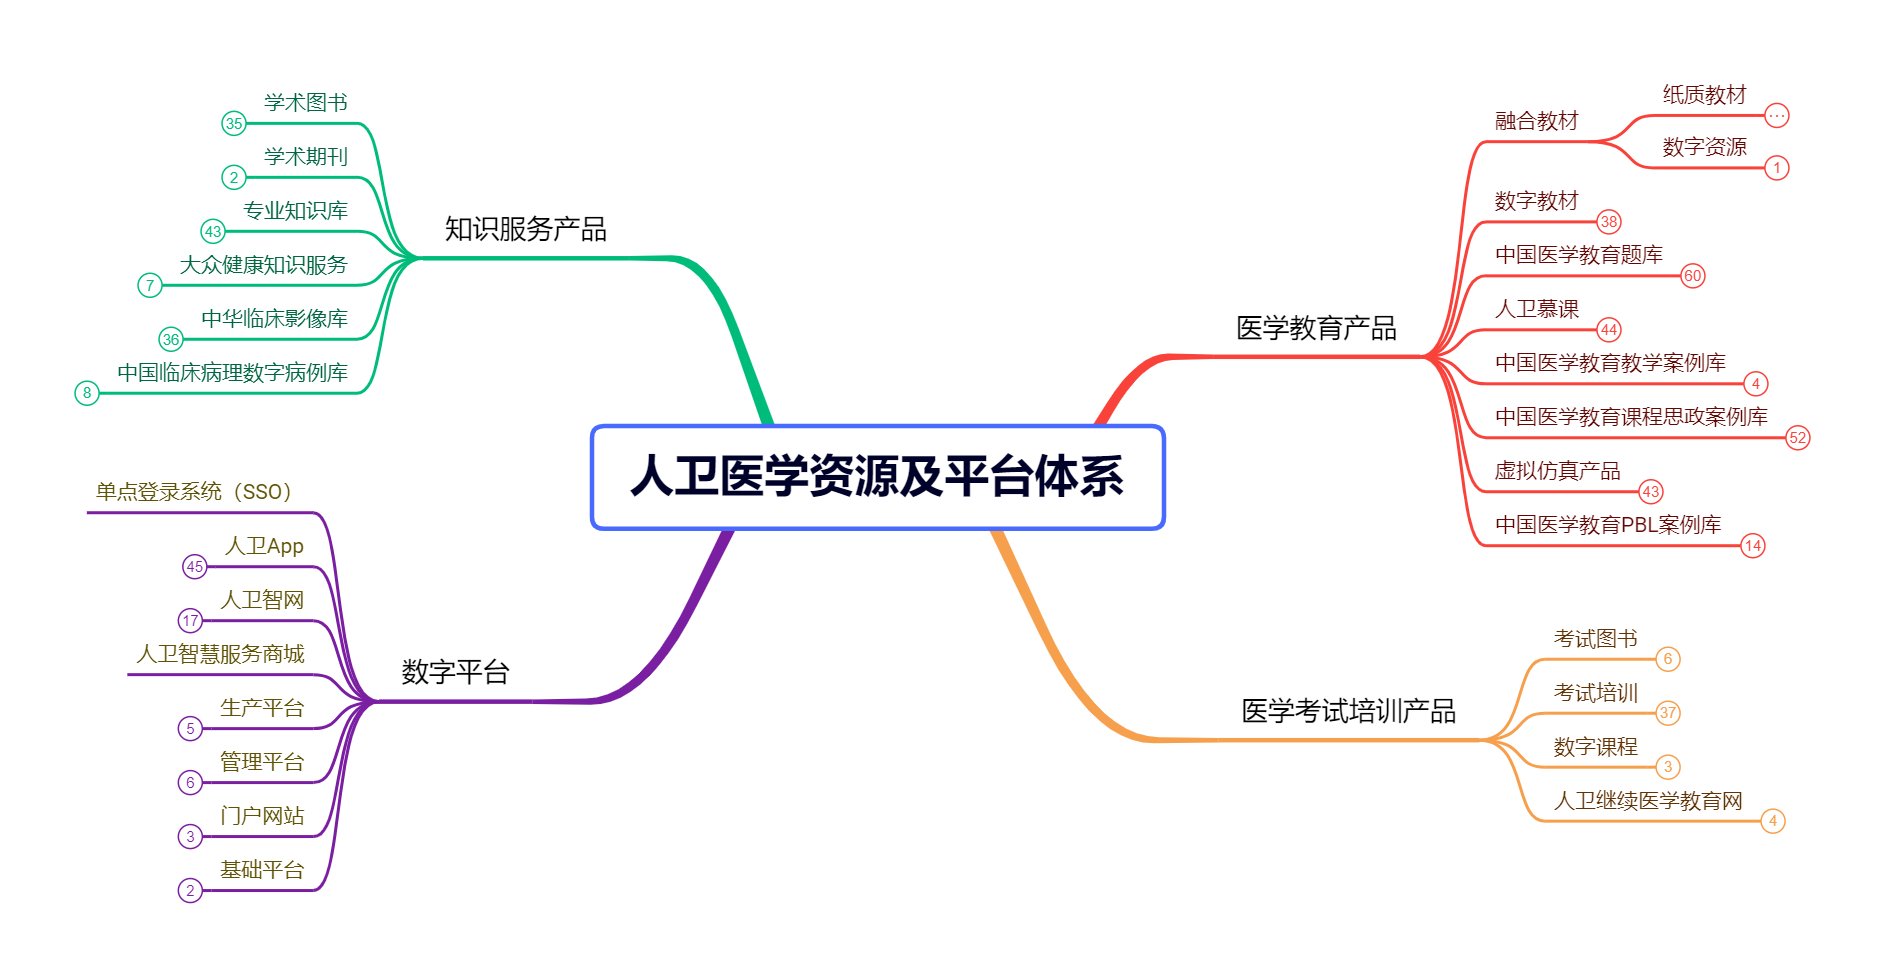 人卫医学资源及平台体系
知识服务产品
学术图书
35
学术期刊
2
专业知识库
43
大众健康知识服务
7
中华临床影像库
36
中国临床病理数字病例库
8
医学教育产品
融合教材
纸质教材
…
数字资源
1
数字教材
38
中国医学教育题库
60
人卫慕课
44
中国医学教育教学案例库
4
中国医学教育课程思政案例库
52
虚拟仿真产品
43
中国医学教育PBL案例库
14
数字平台
单点登录系统（SSO）
人卫App
45
人卫智网
17
人卫智慧服务商城
生产平台
5
管理平台
6
门户网站
3
基础平台
2
医学考试培训产品
考试图书
6
考试培训
37
数字课程
3
人卫继续医学教育网
4